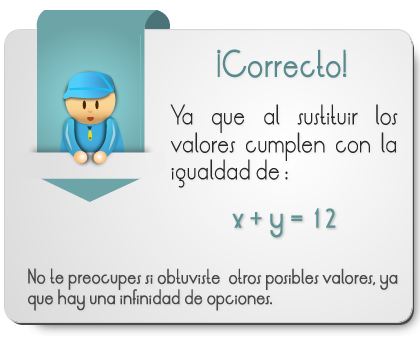 ¡Correcto!
Ya que al sustituir los
valores cumplen con la
igualdad de :
x + y = 12
No te preocupes si obtuviste otros posibles valores, ya
que hay una infinidad de opciones.